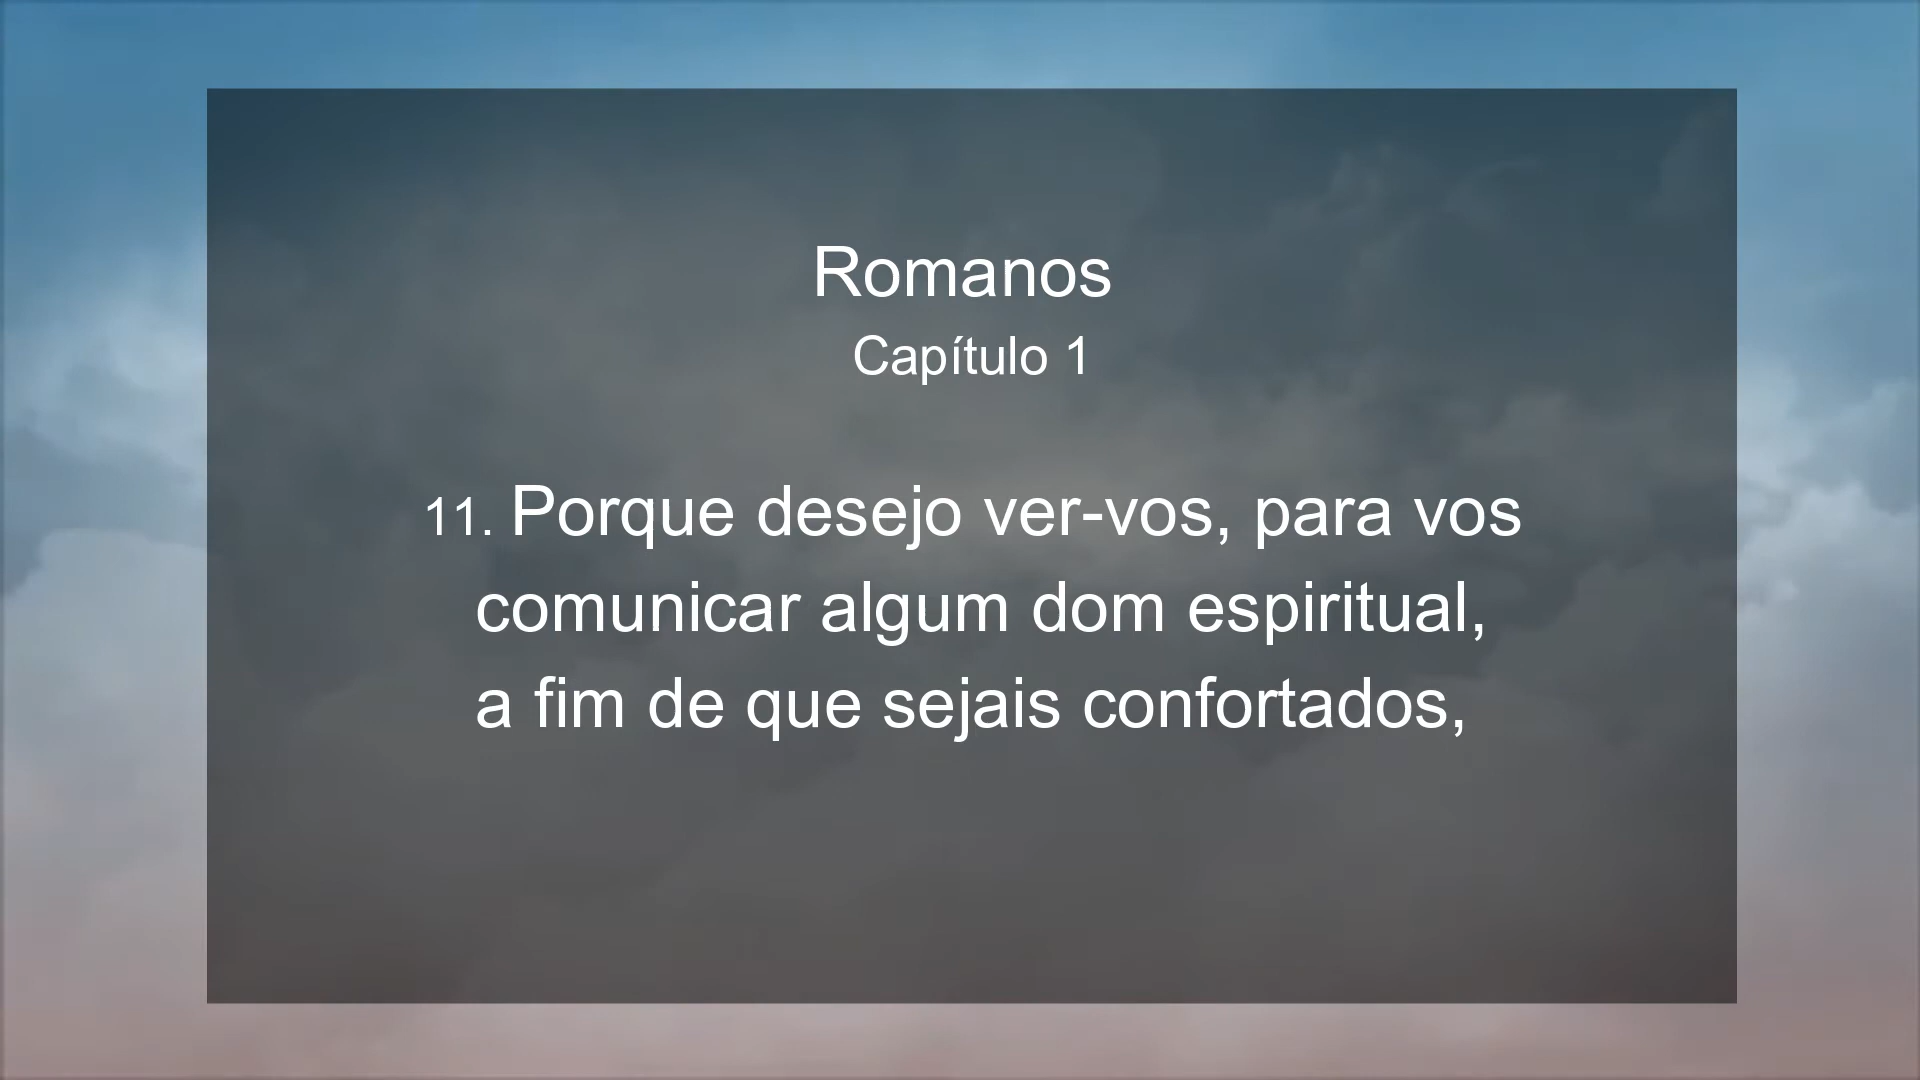 Romanos
Capítulo 1
11. Porque desejo ver-vos, para vos
comunicar algum dom espiritual,
a fim de que sejais confortados,